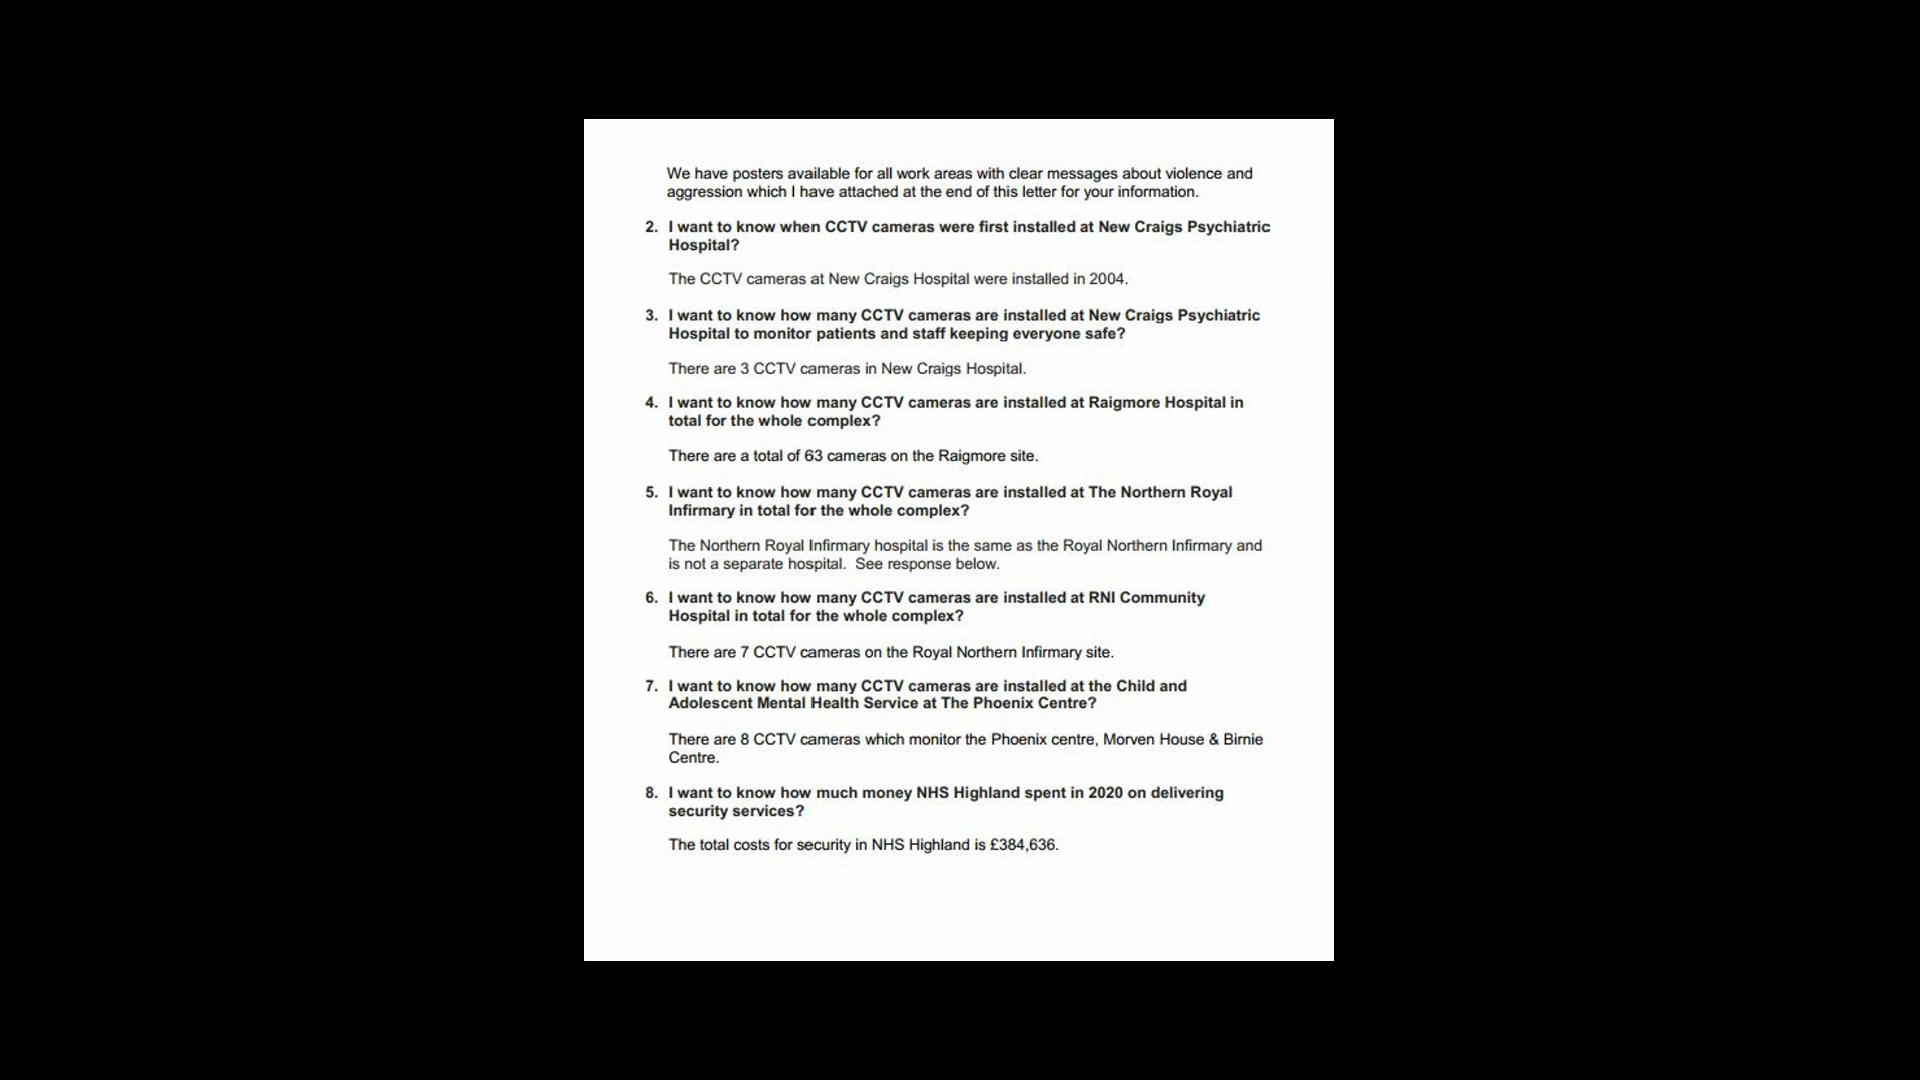 We have posters available for all work areas with clear messages about violence and
aggression which I have attached at the end of this letter for your information.
2. I want to know when CCTV cameras were first installed at New Craigs Psychiatric
Hospital?
The CCTV cameras at New Craigs Hospital were installed in 2004.
3. I want to know how many CCTV cameras are installed at New Craigs Psychiatric
Hospital to monitor patients and staff keeping everyone safe?
There are 3 CCTV cameras in New Craigs Hospital.
4. I want to know how many CCTV cameras are installed at Raigmore Hospital in
total for the whole complex?
There are a total of 63 cameras on the Raigmore site.
5. I want to know how many CCTV cameras are installed at The Northern Royal
Infirmary in total for the whole complex?
The Northern Royal Infirmary hospital is the same as the Royal Northern Infirmary and
is not a separate hospital.  See response below.
6. I want to know how many CCTV cameras are installed at RNI Community
Hospital in total for the whole complex?
There are 7 CCTV cameras on the Royal Northern Infirmary site.
7. I want to know how many CCTV cameras are installed at the Child and
Adolescent Mental Health Service at The Phoenix Centre?
There are 8 CCTV cameras which monitor the Phoenix centre, Morven House & Birnie
Centre.
8. I want to know how much money NHS Highland spent in 2020 on delivering
security services?
The total costs for security in NHS Highland is £384,636.